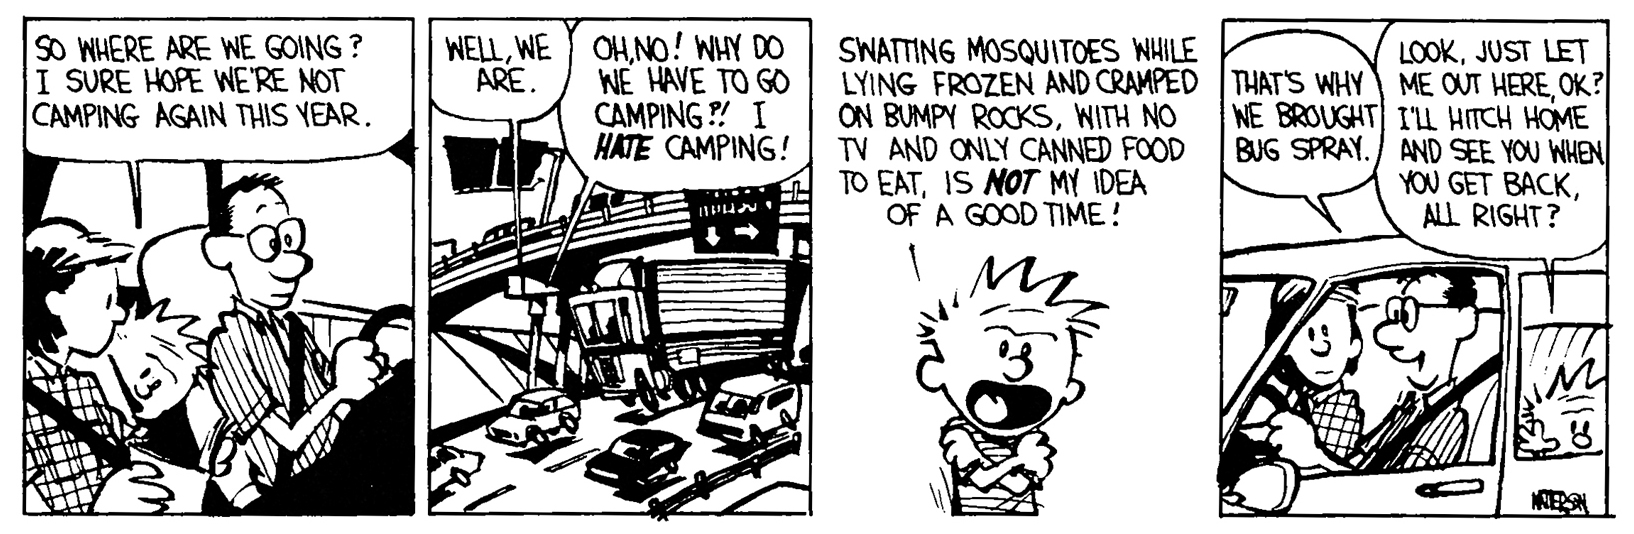 SO WHERE ARE WE GOING?
I SURE HOPE WE'RE NOT
CAMPING AGAIN THIS YEAR.
WELL, WE
ARE.
OH, NO! WHY DO
WE HAVE TO GO
CAMPING?! I
HATE CAMPING!
SWATTING MOSQUITOES WHILE
LYING FROZEN AND CRAMPED
ON BUMPY ROCKS, WITH NO
TV AND ONLY CANNED FOOD
TO EAT, IS NOT MY IDEA
OF A GOOD TIME!
THAT'S WHY
WE BROUGHT
BUG SPRAY.
LOOK, JUST LET
ME OUT HERE, OK?
I'LL HITCH HOME
AND SEE YOU WHEN
YOU GET BACK,
ALL RIGHT?
WATTERSON